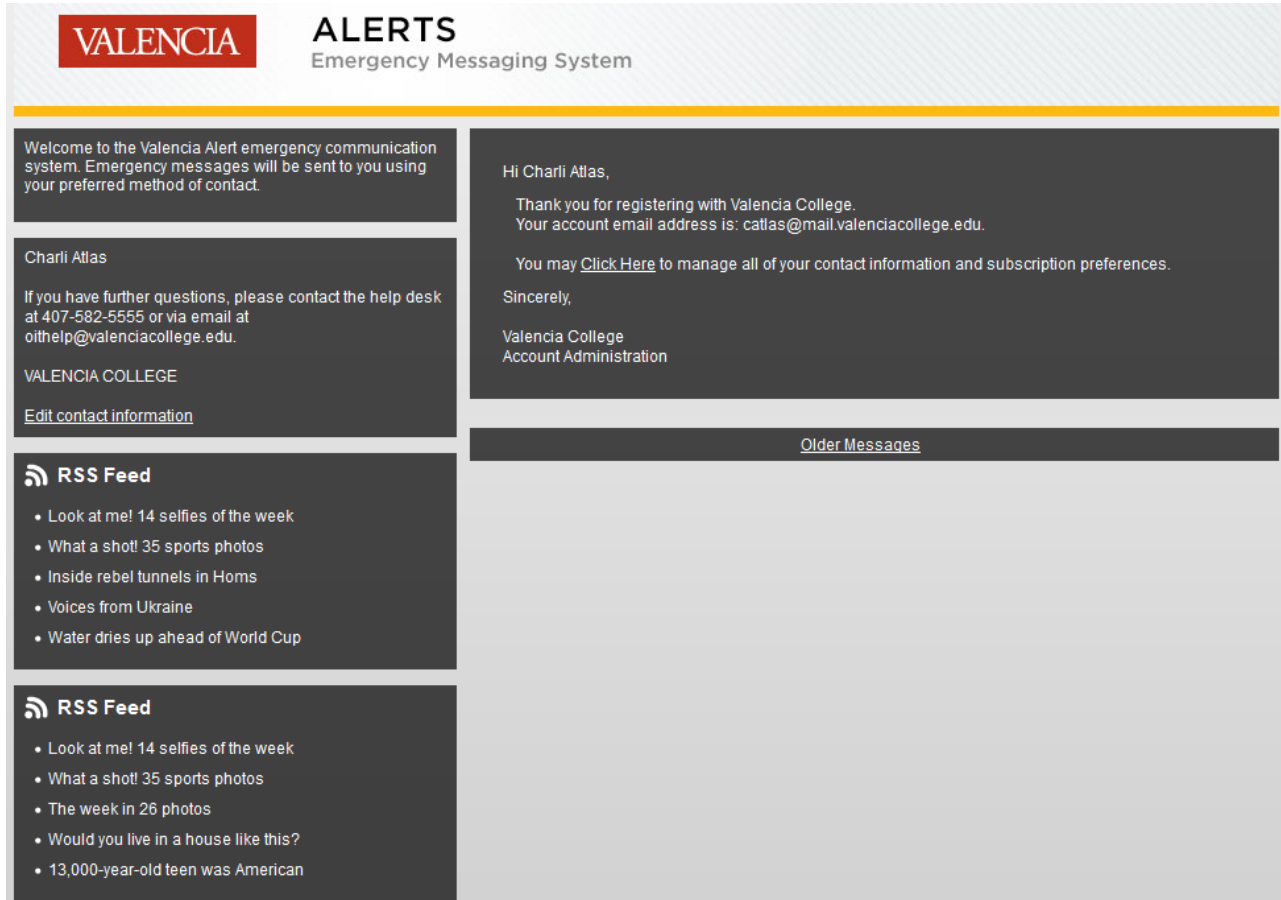 VALENCIA
ALERTS
Emergency Messaging System
Welcome to the Valencia Alert emergency communication
system. Emergency messages will be sent to you using
your preferred method of contact.
Charli Atlas
If you have further questions, please contact the help desk
at 407-582-5555 or via email at
oithelp@valenciacollege.edu.
VALENCIA COLLEGE
Edit contact information
RSS Feed
• Look at me! 14 selfies of the week
• What a shot! 35 sports photos
• Inside rebel tunnels in Homs
• Voices from Ukraine
• Water dries up ahead of World Cup
RSS Feed
• Look at me! 14 selfies of the week
• What a shot! 35 sports photos
• The week in 26 photos
• Would you live in a house like this?
• 13,000-year-old teen was American
Hi Charli Atlas,
Thank you for registering with Valencia College.
Your account email address is: catlas@mail.valenciacollege.edu.
You may Click Here to manage all of your contact information and subscription preferences.
Sincerely,
Valencia College
Account Administration
Older Messages